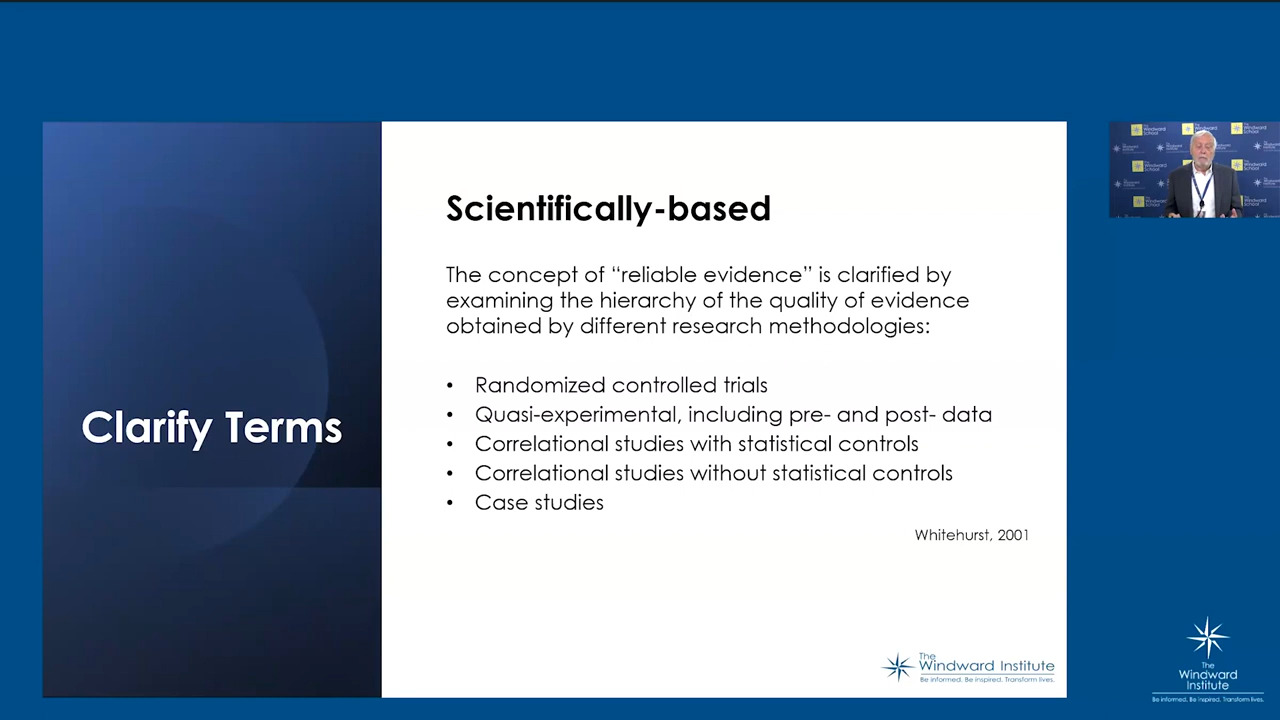 Clarify Terms
Scientifically-based
The concept of “reliable evidence” is clarified by
examining the hierarchy of the quality of evidence
obtained by different research methodologies:
• Randomized controlled trials
• Quasi-experimental, including pre- and post- data
• Correlational studies with statistical controls
• Correlational studies without statistical controls
• Case studies
Whitehurst, 2001
The
Windward Institute
Be informed. Be inspired. Transform lives.
The
Windward
Institute
Be informed. Be inspired. Transform lives.